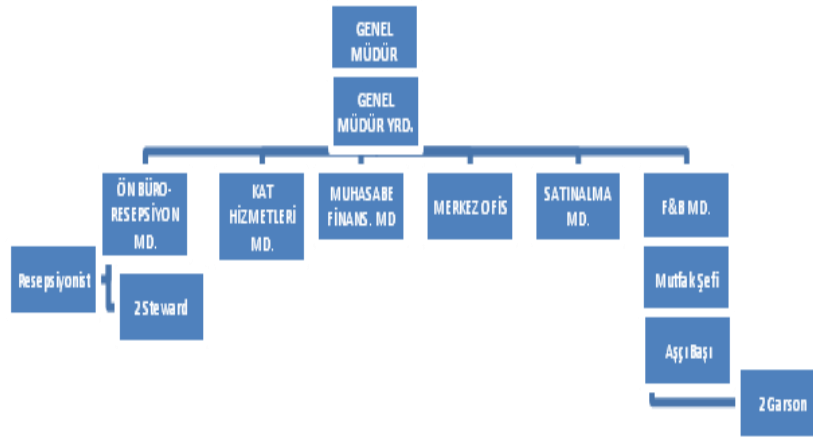 GENEL
MÜDÜR
GENEL
MÜDÜR YRD.
ÖN BÜRO-
RESEPSİYON
MD.
KAT
HİZMETLERİ
MD.
MUHASABE
FİNANS. MD
MERKEZ OFİS
SATINALMA
MD.
F&B MD.
Resepsiyonist
2 Steward
Mutfak Şefi
Aşçı Başı
2 Garson